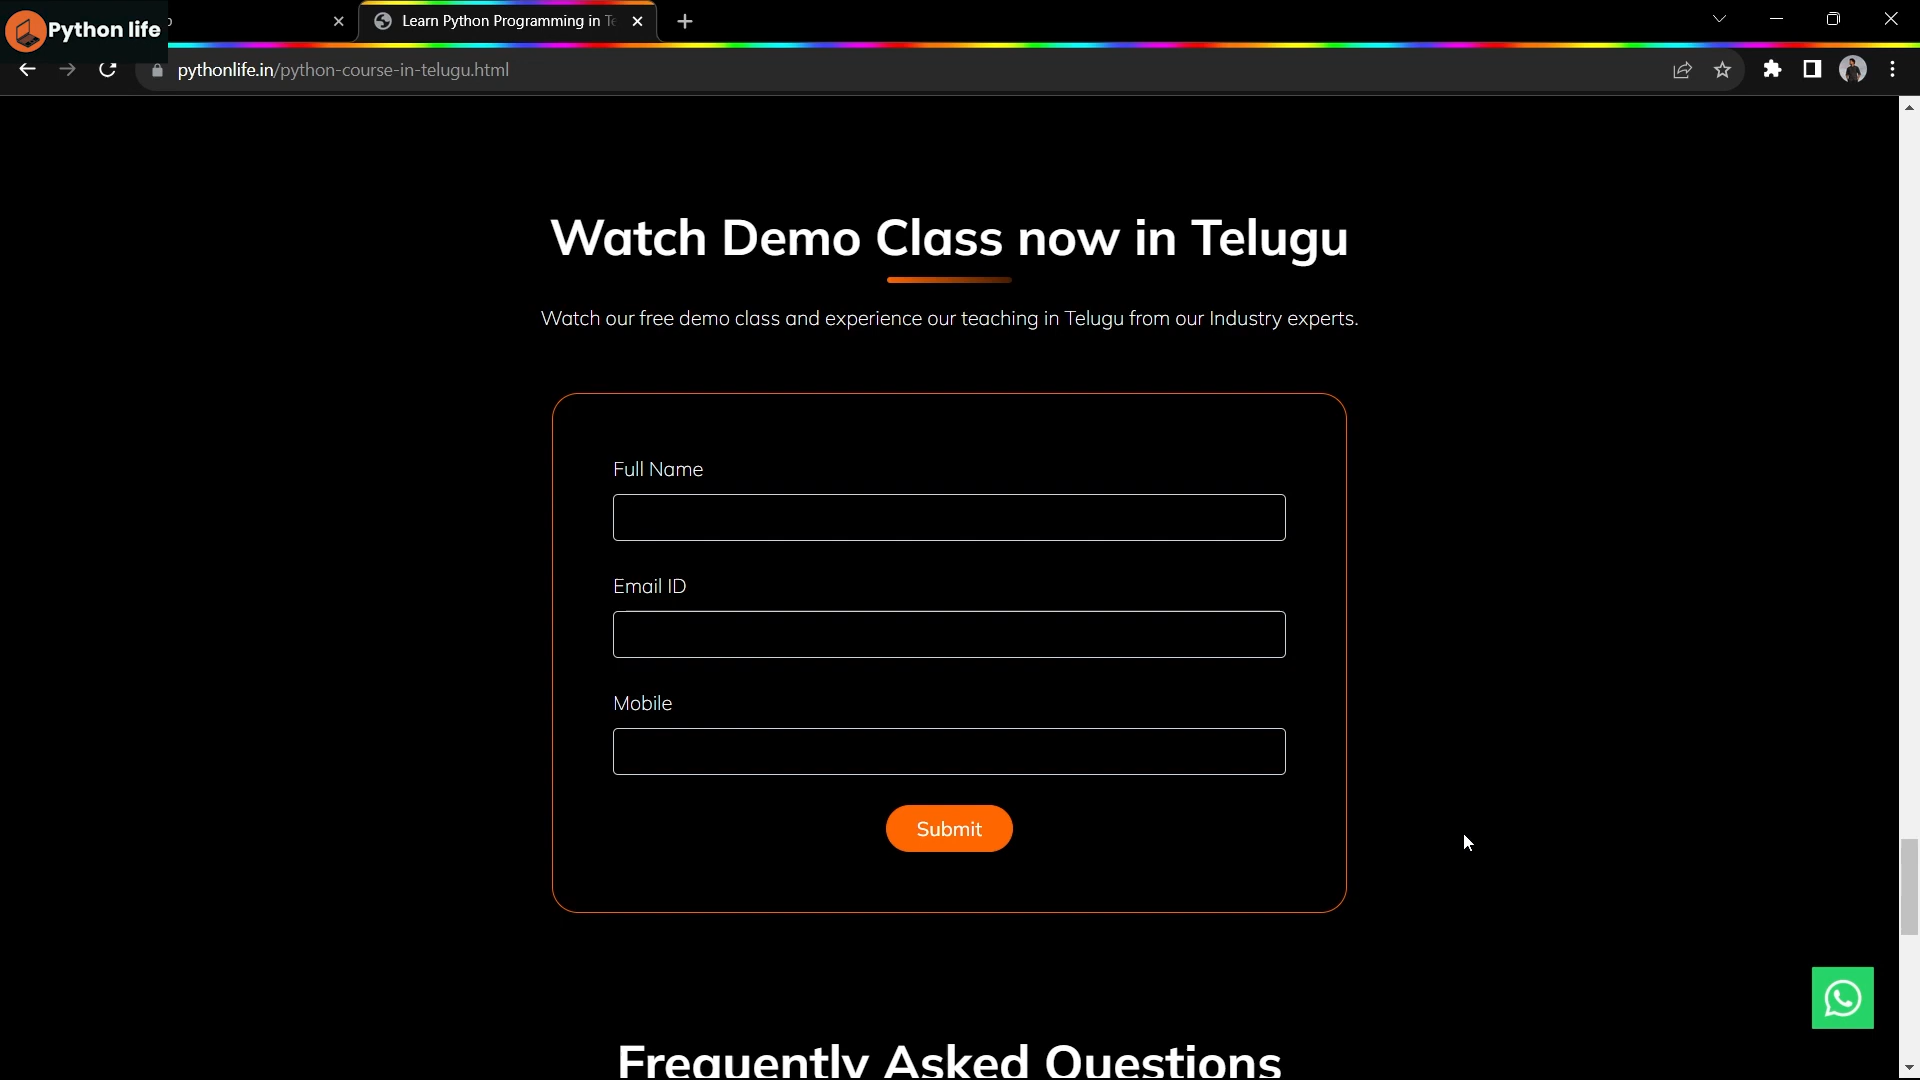 Python life
Learn Python Programming in Te
pythonlife.in/python-course-in-telugu.html
Watch Demo Class now in Telugu
Watch our free demo class and experience our teaching in Telugu from our Industry experts.
Full Name
Email ID
Mobile
Submit
Frequently Asked Questions